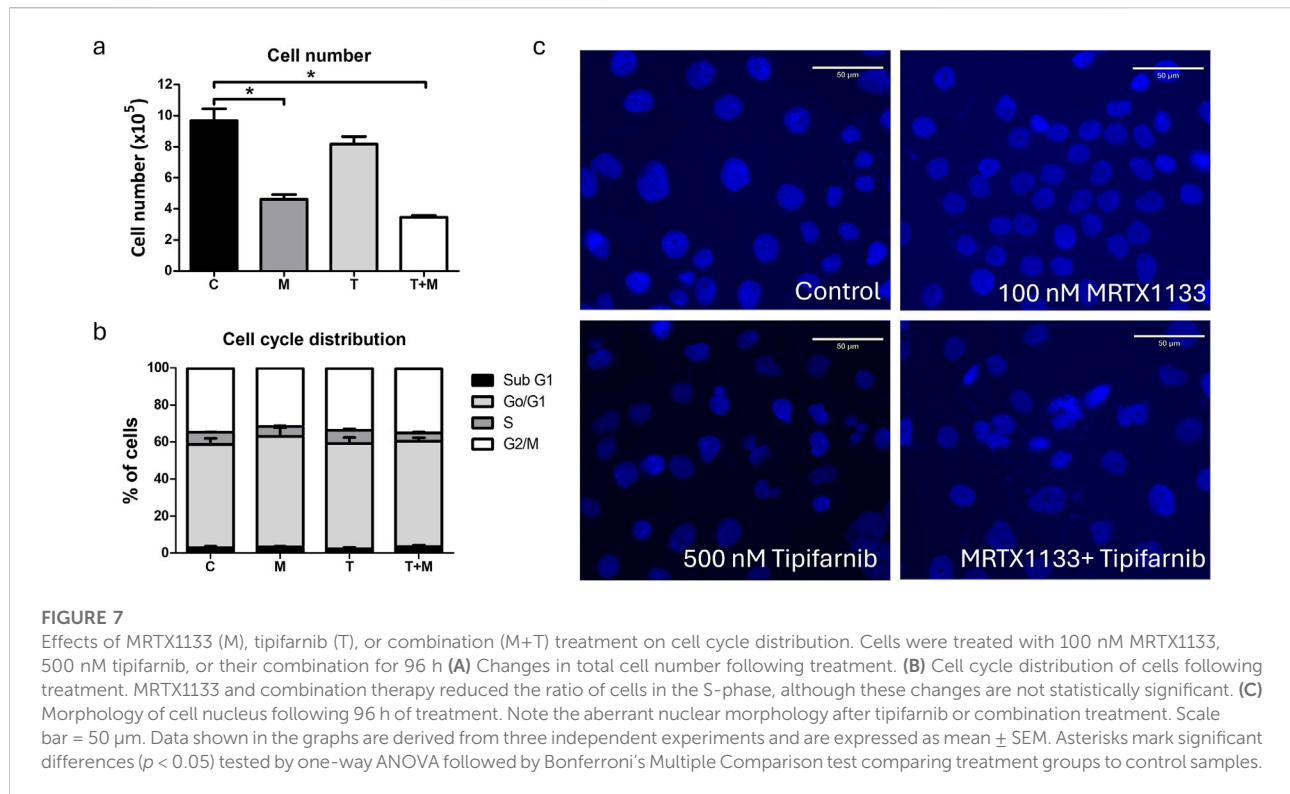 a
Cell number
Cell number (x10⁵)
12
10
8
6
4
2
0
*
*
C M T T+M
b
Cell cycle distribution
% of cells
100
80
60
40
20
0
C M T T+M
Sub G1
Go/G1
S
G2/M
c
50 µm
Control
50 µm
100 nM MRTX1133
50 µm
500 nM Tipifarnib
50 µm
MRTX1133+ Tipifarnib
FIGURE 7
Effects of MRTX1133 (M), tipifarnib (T), or combination (M+T) treatment on cell cycle distribution. Cells were treated with 100 nM MRTX1133,
500 nM tipifarnib, or their combination for 96 h (A) Changes in total cell number following treatment. (B) Cell cycle distribution of cells following
treatment. MRTX1133 and combination therapy reduced the ratio of cells in the S-phase, although these changes are not statistically significant. (C)
Morphology of cell nucleus following 96 h of treatment. Note the aberrant nuclear morphology after tipifarnib or combination treatment. Scale
bar = 50 µm. Data shown in the graphs are derived from three independent experiments and are expressed as mean ± SEM. Asterisks mark significant
differences (p < 0.05) tested by one-way ANOVA followed by Bonferroni's Multiple Comparison test comparing treatment groups to control samples.